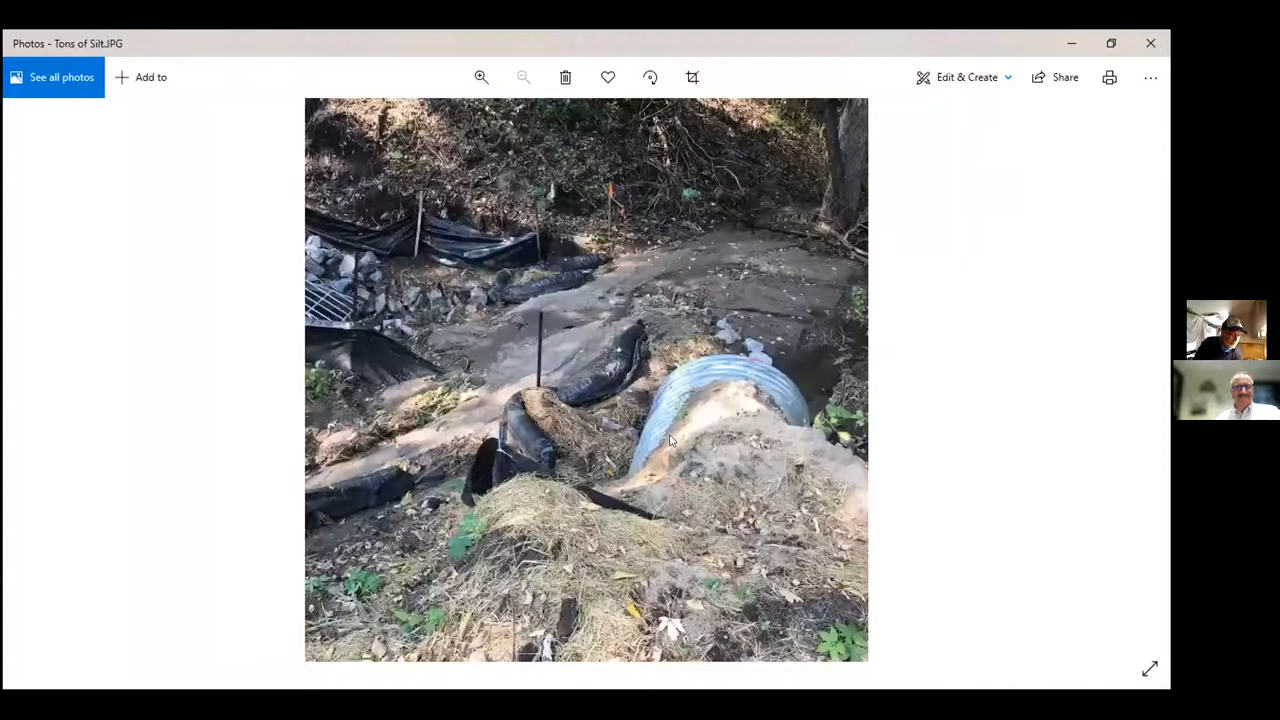 Photos - Tons of Silt.JPG
See all photos
Add to
Edit & Create
Share